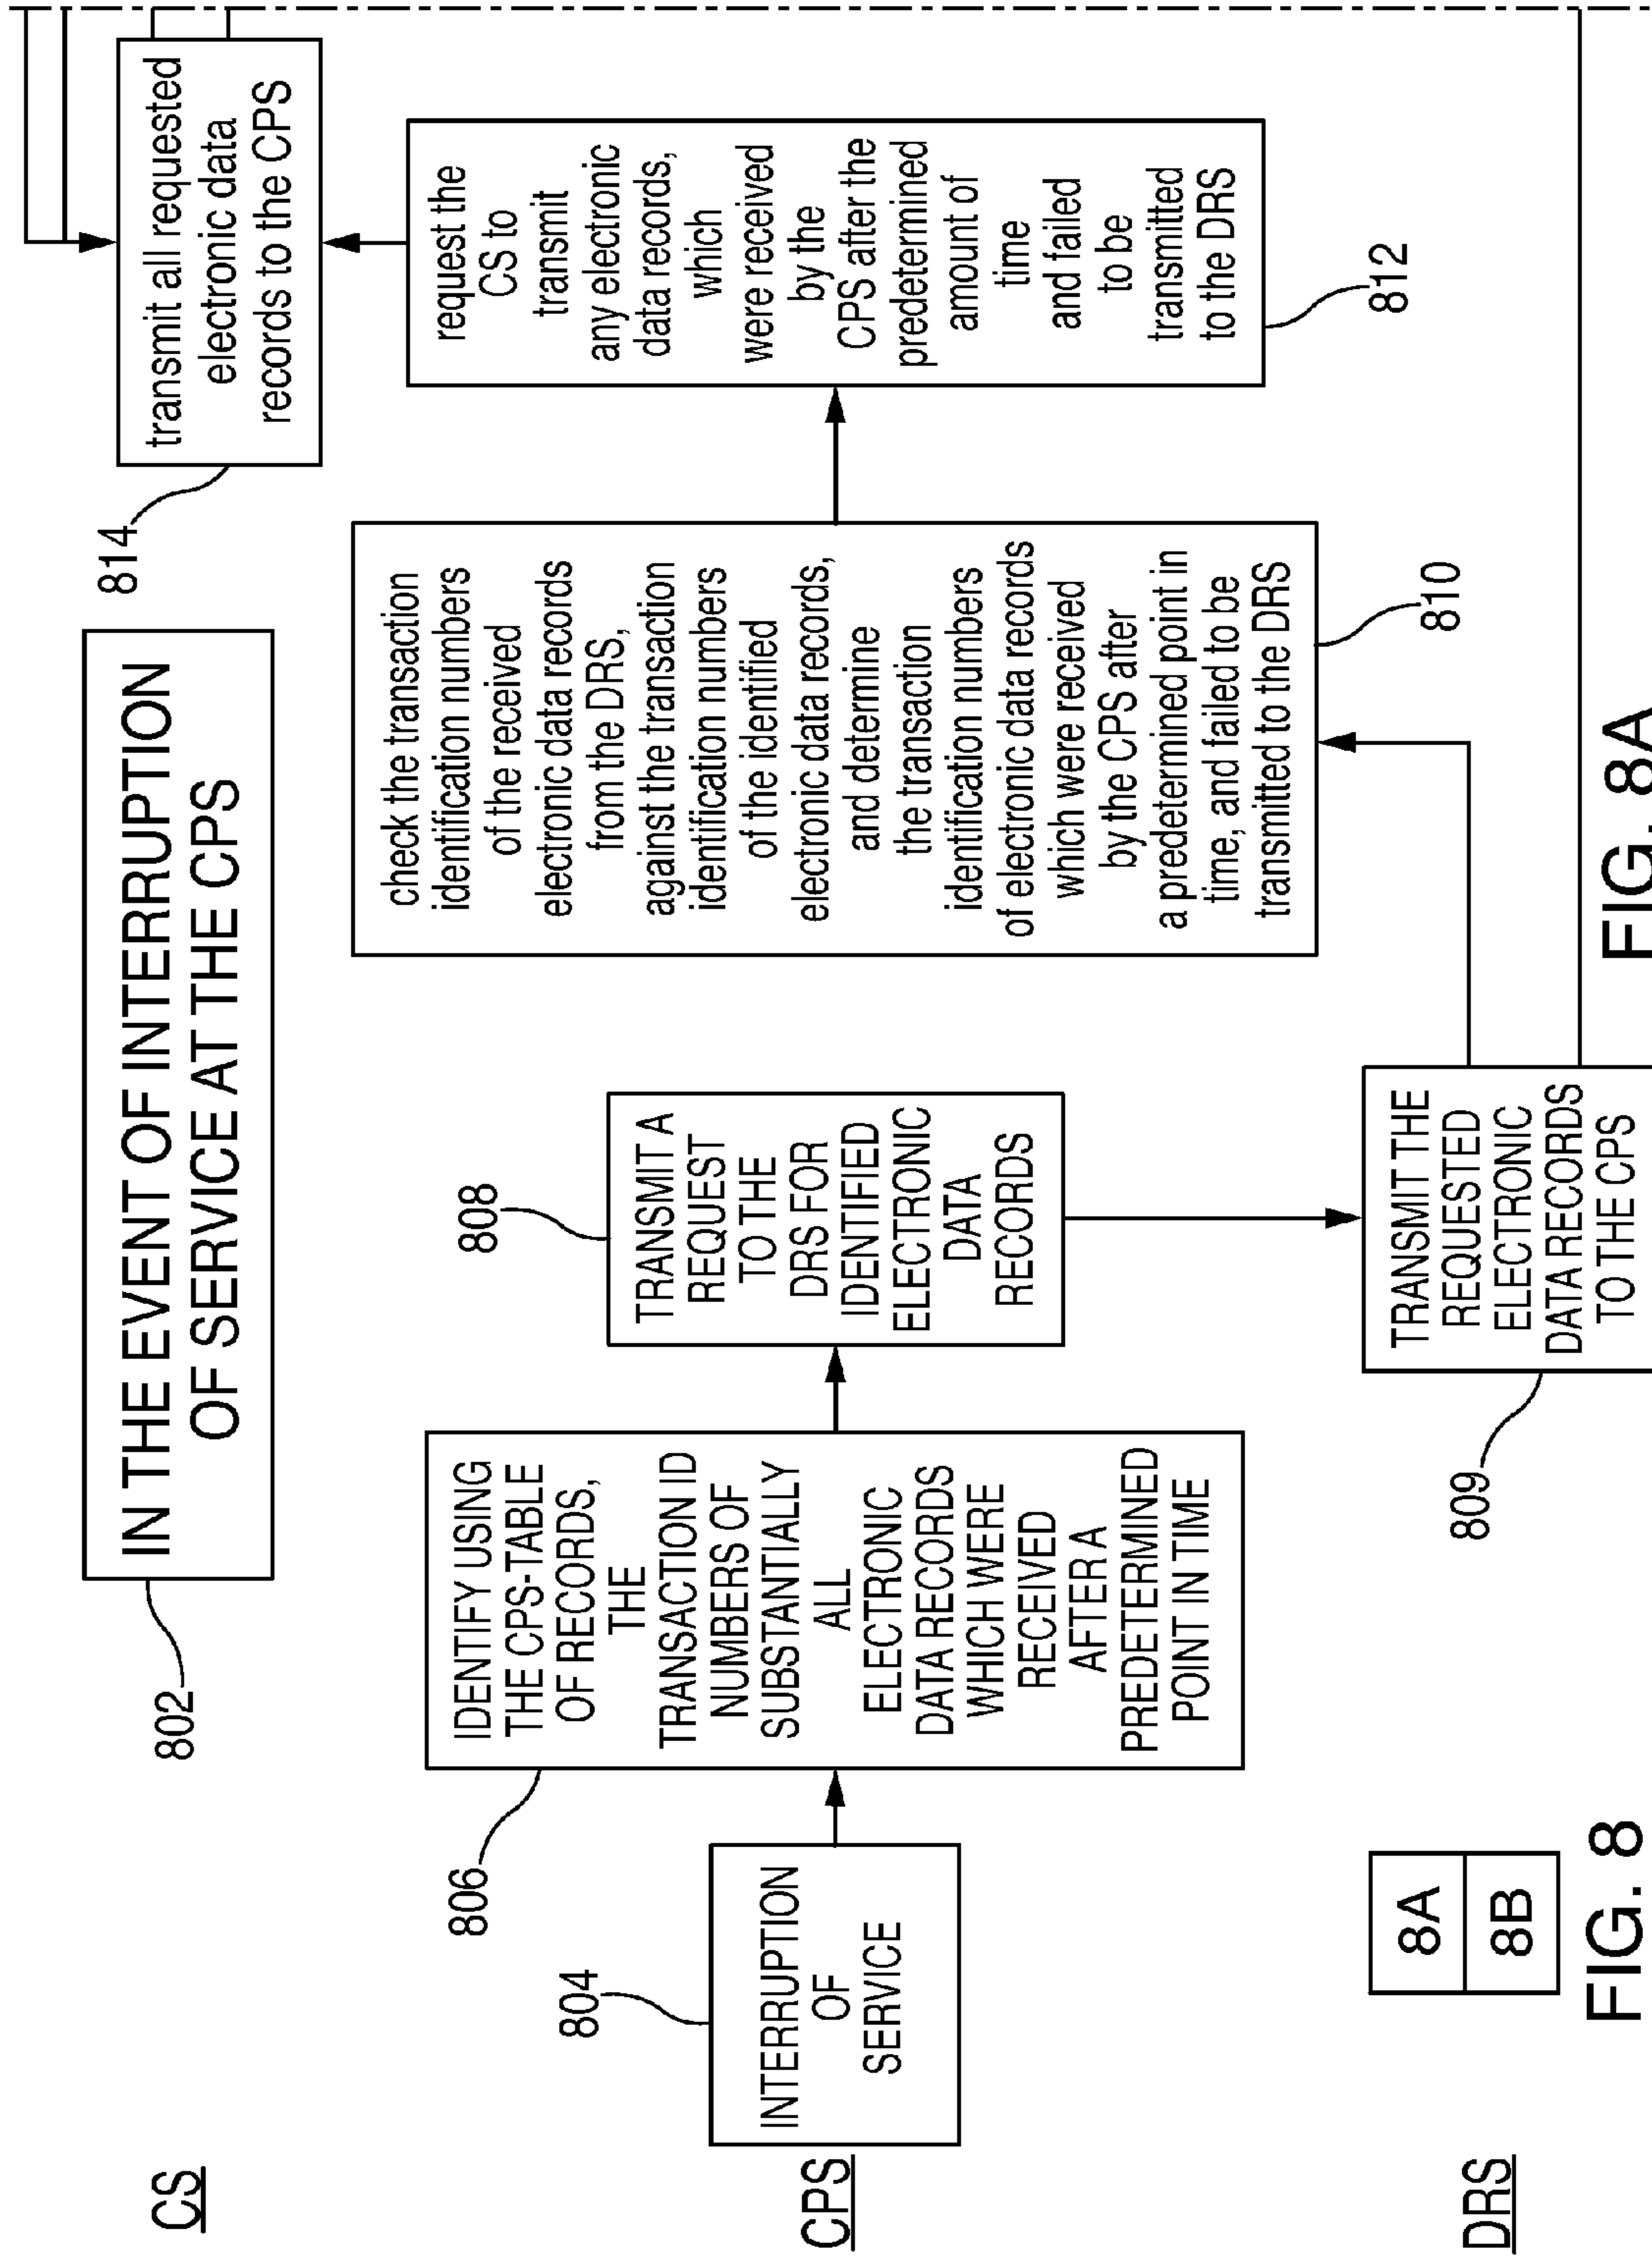 CS
802
IN THE EVENT OF INTERRUPTION
OF SERVICE AT THE CPS
814
transmit all requested
electronic data
records to the CPS
CPS
804
INTERRUPTION
OF
SERVICE
806
IDENTIFY USING
THE CPS-TABLE
OF RECORDS,
THE
TRANSACTION ID
NUMBERS OF
SUBSTANTIALLY
ALL
ELECTRONIC
DATA RECORDS
WHICH WERE
RECEIVED
AFTER A
PREDETERMINED
POINT IN TIME
808
TRANSMIT A
REQUEST
TO THE
DRS FOR
IDENTIFIED
ELECTRONIC
DATA
RECORDS
check the transaction
identification numbers
of the received
electronic data records
from the DRS,
against the transaction
identification numbers
of the identified
electronic data records,
and determine
the transaction
identification numbers
of electronic data records
which were received
by the CPS after
a predetermined point in
time, and failed to be
transmitted to the DRS
810
request the
CS to
transmit
any electronic
data records,
which
were received
by the
CPS after the
predetermined
amount of
time
and failed
to be
transmitted
to the DRS
812
DRS
8A
8B
FIG. 8
809
TRANSMIT THE
REQUESTED
ELECTRONIC
DATA RECORDS
TO THE CPS
FIG. 8A